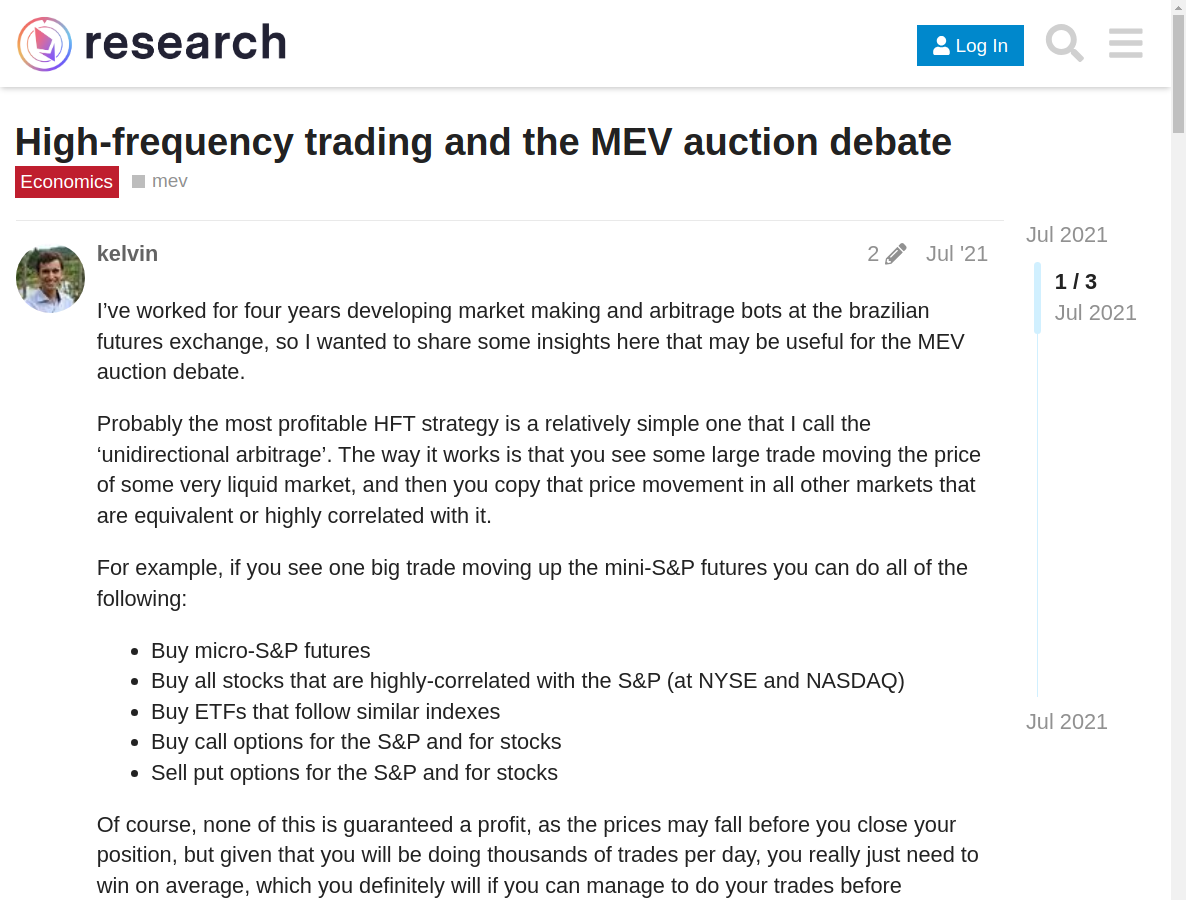 research
Log In
High-frequency trading and the MEV auction debate
Economics mev
Jul 2021
kelvin 2 Jul '21
1 / 3
Jul 2021
I’ve worked for four years developing market making and arbitrage bots at the brazilian
futures exchange, so I wanted to share some insights here that may be useful for the MEV
auction debate.
Probably the most profitable HFT strategy is a relatively simple one that I call the
‘unidirectional arbitrage’. The way it works is that you see some large trade moving the price
of some very liquid market, and then you copy that price movement in all other markets that
are equivalent or highly correlated with it.
For example, if you see one big trade moving up the mini-S&P futures you can do all of the
following:
• Buy micro-S&P futures
• Buy all stocks that are highly-correlated with the S&P (at NYSE and NASDAQ)
• Buy ETFs that follow similar indexes
• Buy call options for the S&P and for stocks
• Sell put options for the S&P and for stocks
Jul 2021
Of course, none of this is guaranteed a profit, as the prices may fall before you close your
position, but given that you will be doing thousands of trades per day, you really just need to
win on average, which you definitely will if you can manage to do your trades before